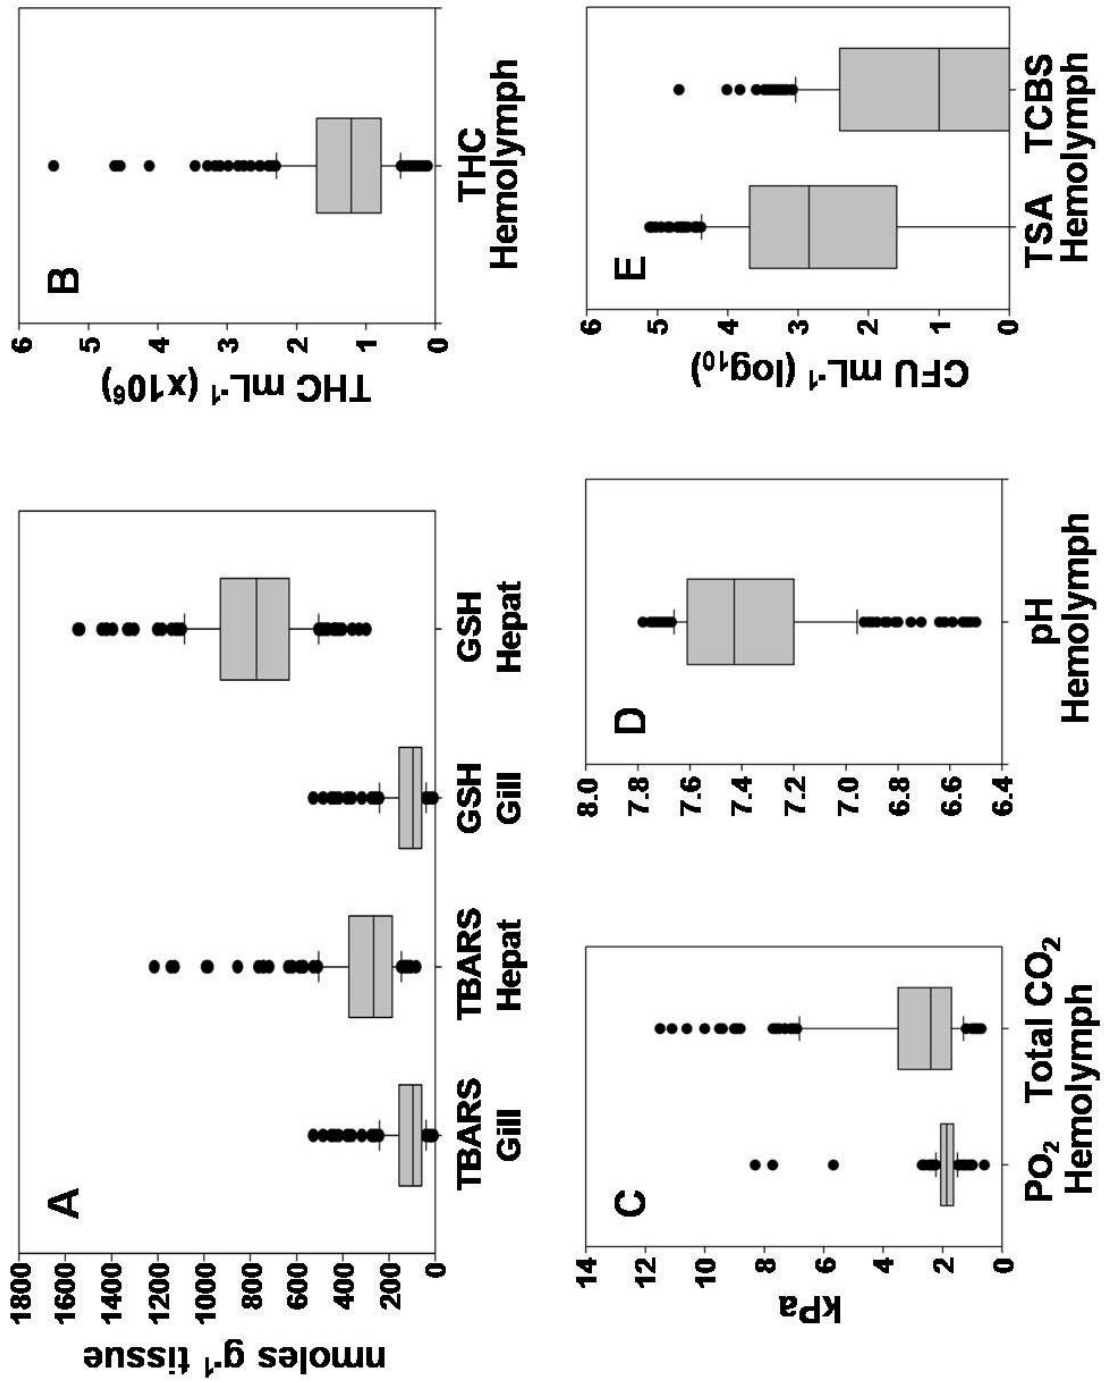 A
nmoles g-1 tissue
1800
1600
1400
1200
1000
800
600
400
200
0
TBARS TBARS GSH GSH
Gill Hepat Gill Hepat
B
THC mL-1 (x10⁶)
6
5
4
3
2
1
0
THC
Hemolymph
C
kPa
14
12
10
8
6
4
2
0
PO₂ Total CO₂
Hemolymph
D
8.0
7.8
7.6
7.4
7.2
7.0
6.8
6.6
6.4
pH
Hemolymph
E
CFU mL-1 (log₁₀)
6
5
4
3
2
1
0
TSA TCBS
Hemolymph